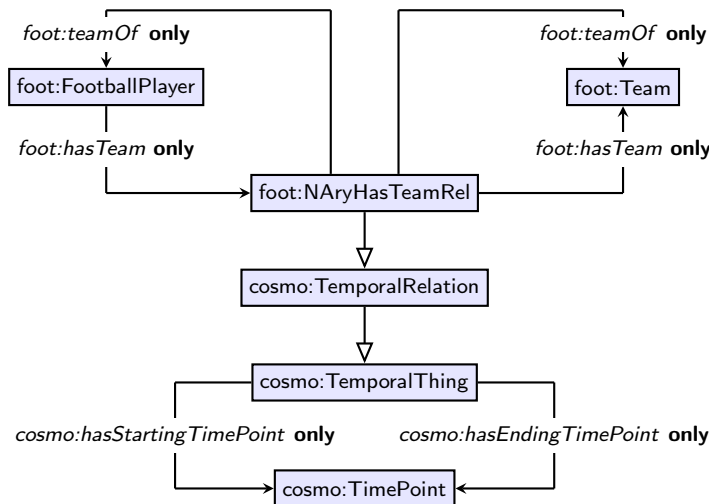 foot:teamOf only
foot:teamOf only
foot:FootballPlayer
foot:Team
foot:hasTeam only
foot:hasTeam only
foot:NAryHasTeamRel
cosmo:TemporalRelation
cosmo:TemporalThing
cosmo:hasStartingTimePoint only
cosmo:hasEndingTimePoint only
cosmo:TimePoint